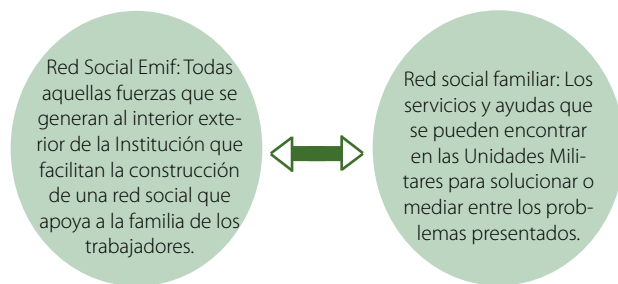 Red Social Emif: Todas
aquellas fuerzas que se
generan al interior exte-
rior de la Institución que
facilitan la construcción
de una red social que
apoya a la familia de los
trabajadores.
Red social familiar: Los
servicios y ayudas que
se pueden encontrar
en las Unidades Mili-
tares para solucionar o
mediar entre los prob-
lemas presentados.